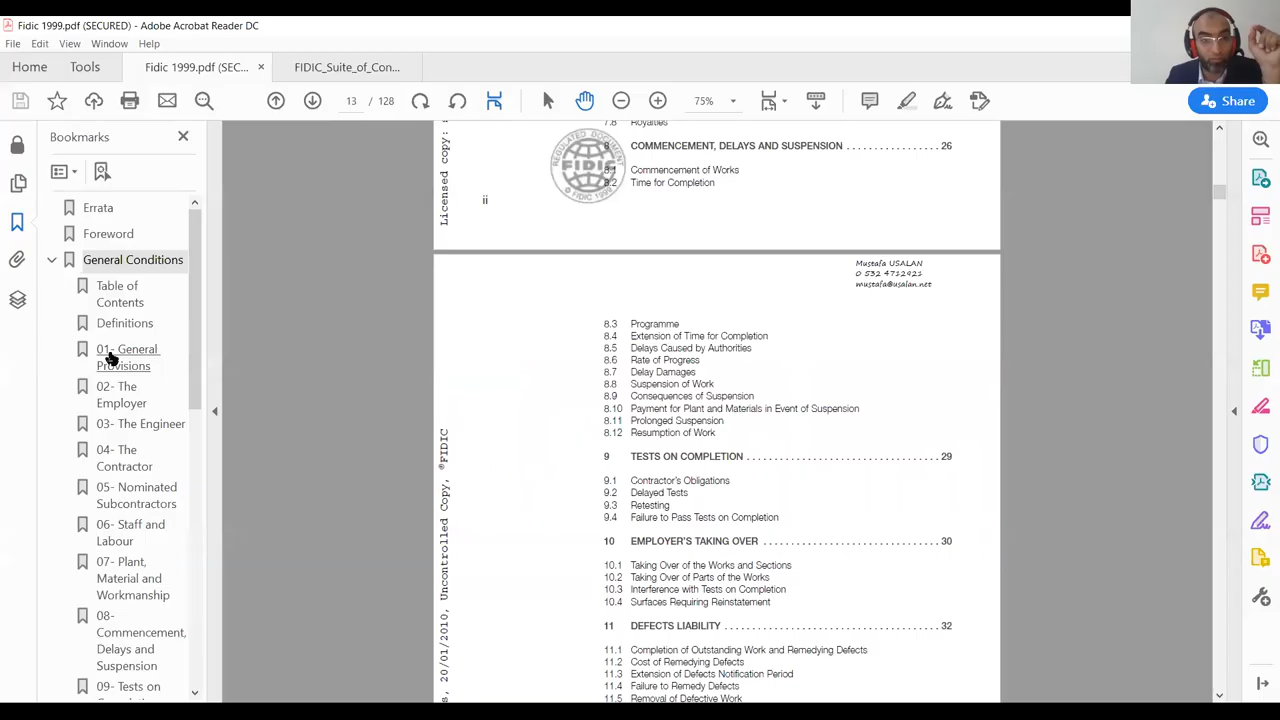 Fidic 1999.pdf (SECURED) - Adobe Acrobat Reader DC
File Edit View Window Help
Home Tools Fidic 1999.pdf (SEC... × FIDIC_Suite_of_Con...
13 / 128 75% Share
Bookmarks
Errata
Foreword
General Conditions
Table of
Contents
Definitions
01- General
Provisions
02- The
Employer
03- The Engineer
04- The
Contractor
05- Nominated
Subcontractors
06- Staff and
Labour
07- Plant,
Material and
Workmanship
08-
Commencement,
Delays and
Suspension
09- Tests on
Licensed copy:
7.8 Royalties
8 COMMENCEMENT, DELAYS AND SUSPENSION ................. 26
8.1 Commencement of Works
8.2 Time for Completion
REGULATED DOCUMENT
FIDIC
© FIDIC 1999
ii
Mustafa USALAN
0 532 4712921
mustafa@usalan.net
8.3 Programme
8.4 Extension of Time for Completion
8.5 Delays Caused by Authorities
8.6 Rate of Progress
8.7 Delay Damages
8.8 Suspension of Work
8.9 Consequences of Suspension
8.10 Payment for Plant and Materials in Event of Suspension
8.11 Prolonged Suspension
8.12 Resumption of Work
9 TESTS ON COMPLETION ................................... 29
9.1 Contractor's Obligations
9.2 Delayed Tests
9.3 Retesting
9.4 Failure to Pass Tests on Completion
10 EMPLOYER'S TAKING OVER ................................ 30
10.1 Taking Over of the Works and Sections
10.2 Taking Over of Parts of the Works
10.3 Interference with Tests on Completion
10.4 Surfaces Requiring Reinstatement
11 DEFECTS LIABILITY ....................................... 32
11.1 Completion of Outstanding Work and Remedying Defects
11.2 Cost of Remedying Defects
11.3 Extension of Defects Notification Period
11.4 Failure to Remedy Defects
11.5 Removal of Defective Work
, 20/01/2010, Uncontrolled Copy, ®FIDIC